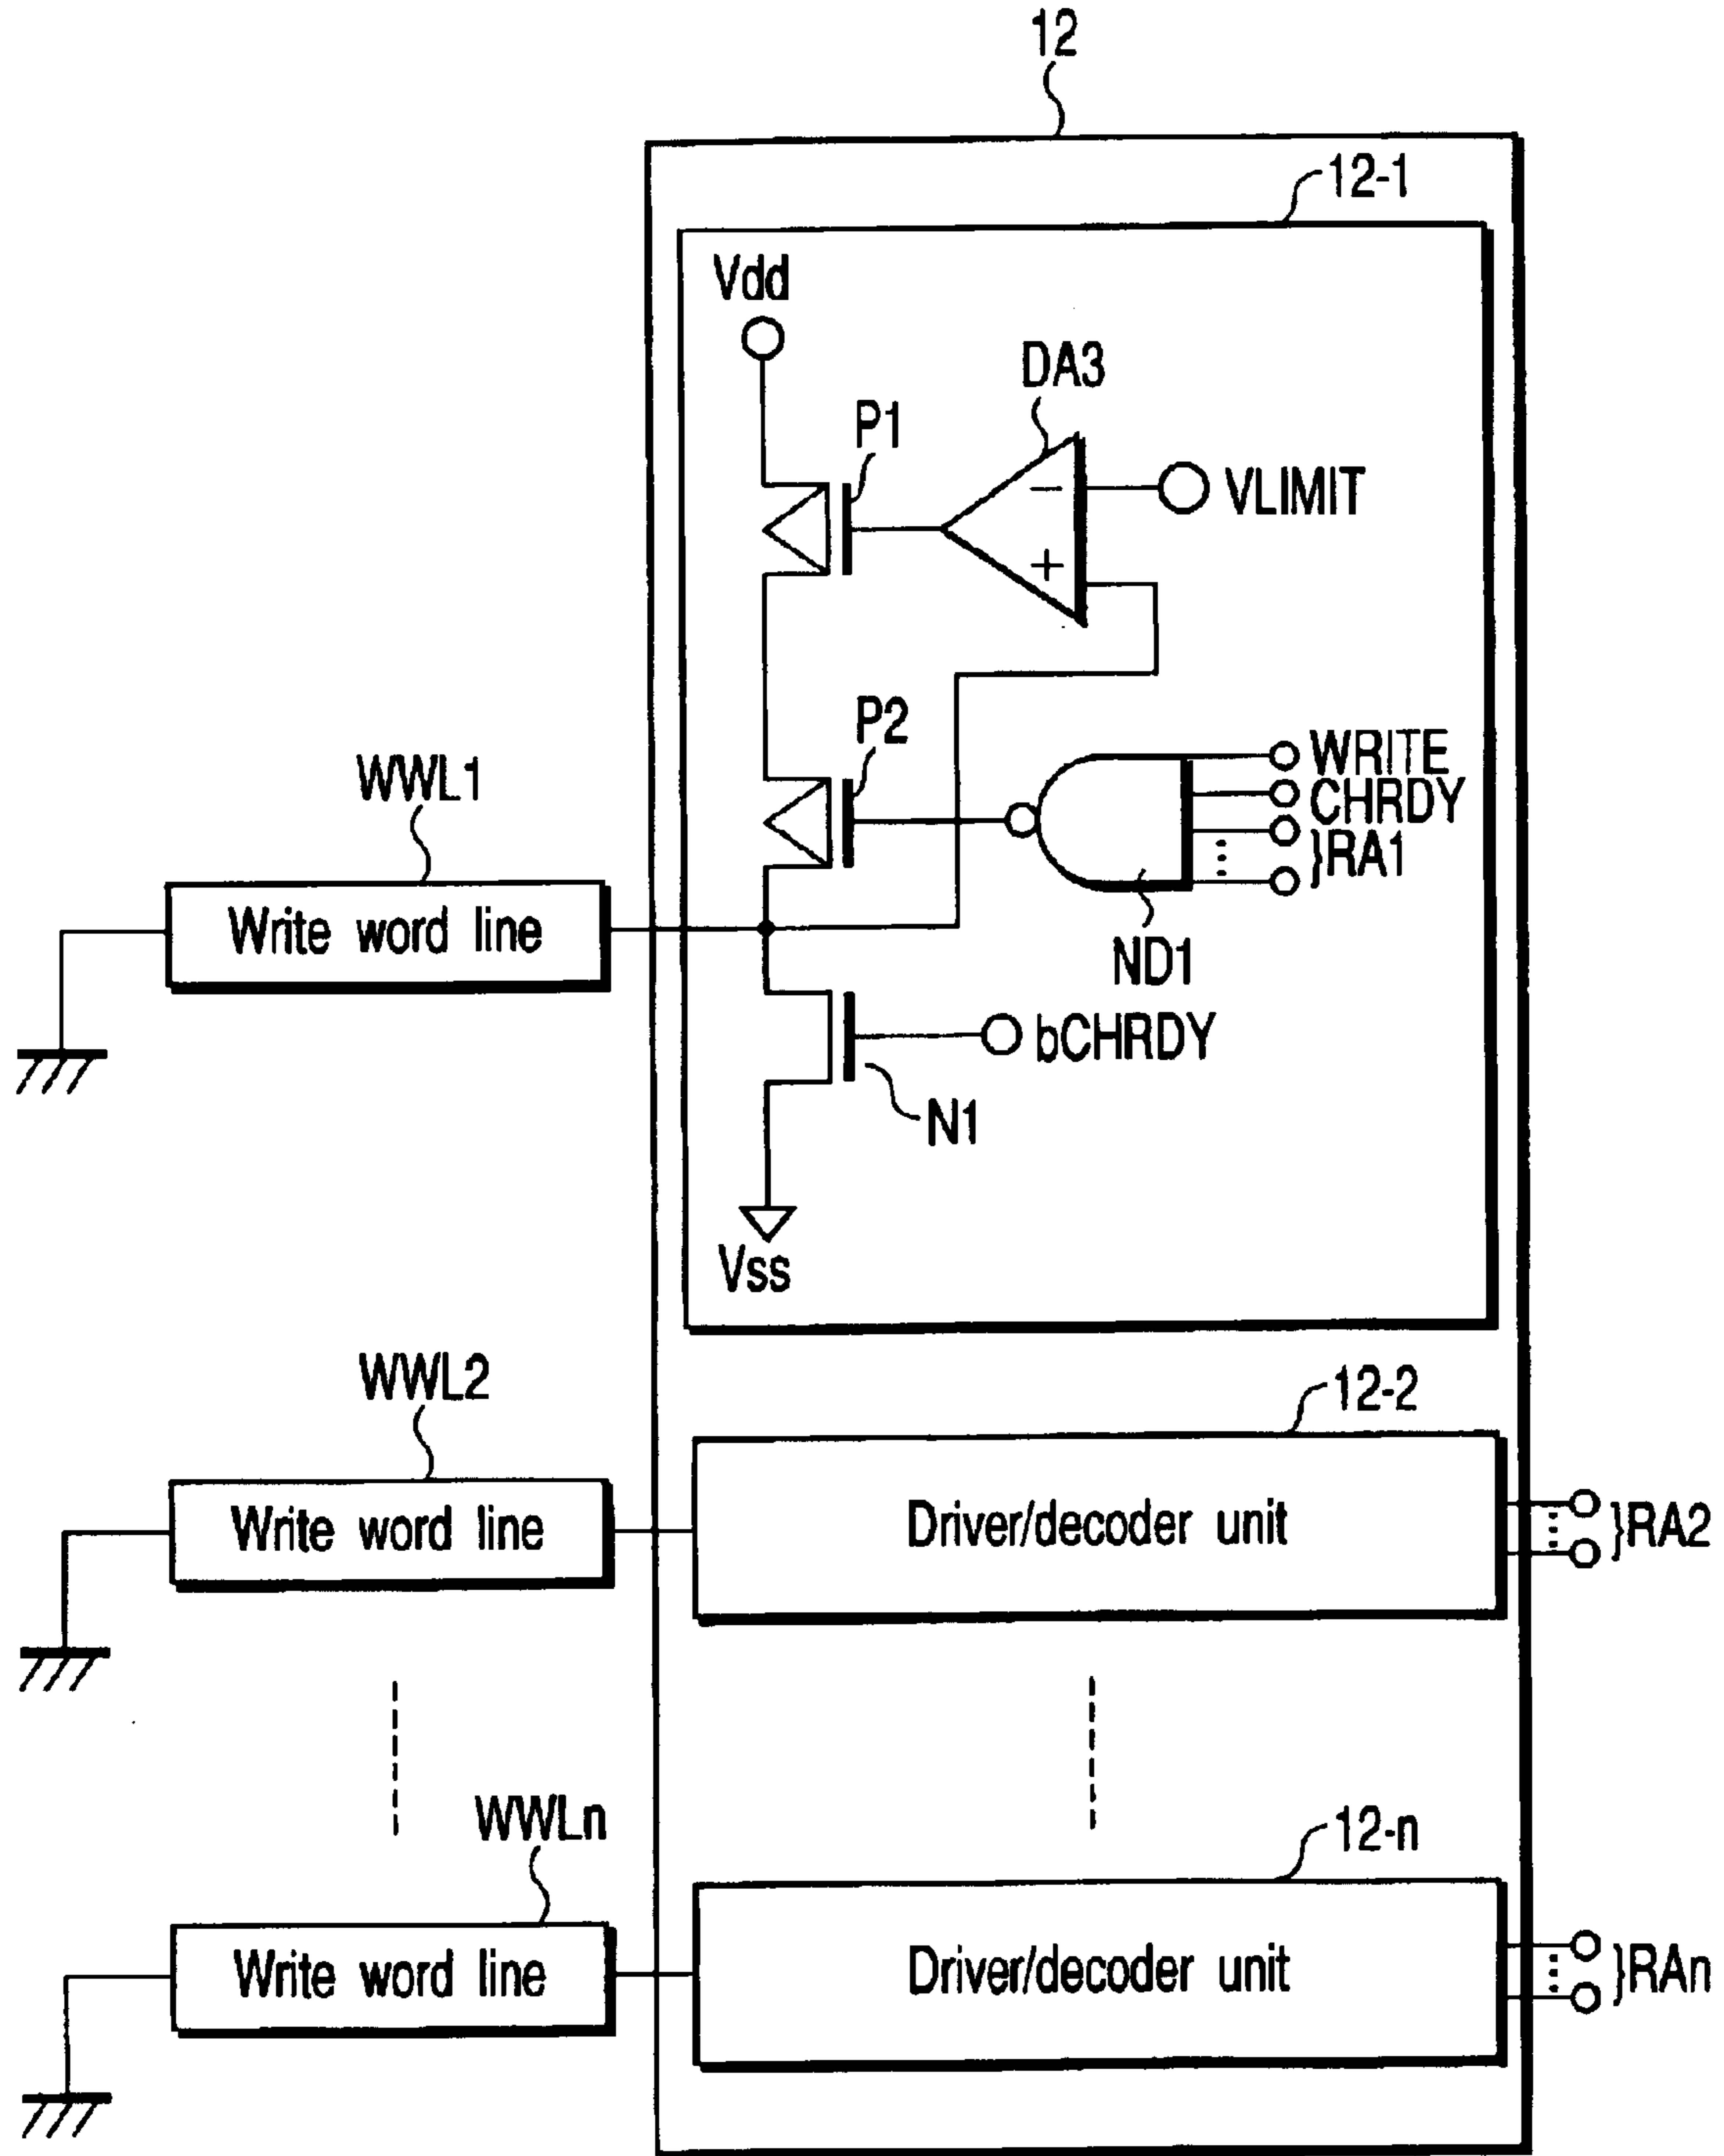 12
12-1
Vdd
DA3
P1
− VLIMIT
+
P2
WRITE
CHRDY
}RA1
WWL1
Write word line
ND1
bCHRDY
N1
Vss
WWL2
12-2
Write word line
Driver/decoder unit
}RA2
WWLn
12-n
Write word line
Driver/decoder unit
}RAn